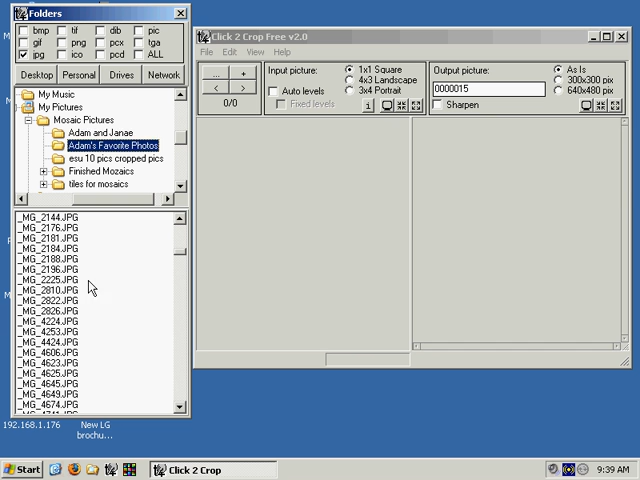 Folders
bmp tif dib pic
gif png pcx tga
jpg ico pcd ALL
Desktop Personal Drives Network
My Music
My Pictures
Mosaic Pictures
Adam and Janae
Adam's Favorite Photos
esu 10 pics cropped pics
Finished Mozaics
tiles for mosaics
_MG_2144.JPG
_MG_2176.JPG
_MG_2181.JPG
_MG_2184.JPG
_MG_2188.JPG
_MG_2196.JPG
_MG_2225.JPG
_MG_2810.JPG
_MG_2822.JPG
_MG_2826.JPG
_MG_4224.JPG
_MG_4253.JPG
_MG_4424.JPG
_MG_4606.JPG
_MG_4623.JPG
_MG_4625.JPG
_MG_4645.JPG
_MG_4649.JPG
_MG_4674.JPG
Click 2 Crop Free v2.0
File Edit View Help
... +
< >
0/0
Input picture:
Auto levels
Fixed levels
1x1 Square
4x3 Landscape
3x4 Portrait
i
Output picture:
0000015
Sharpen
As Is
300x300 pix
640x480 pix
192.168.1.176
New LG
brochu...
Start
Click 2 Crop
9:39 AM